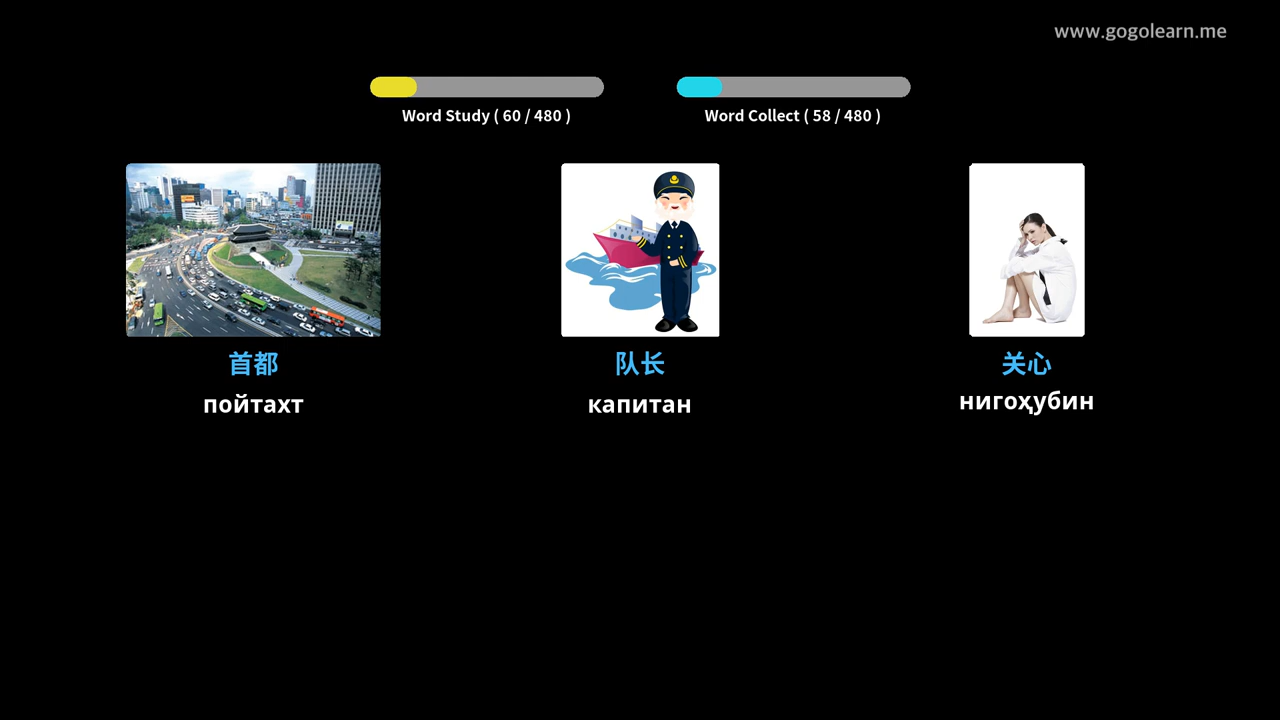 www.gogolearn.me
Word Study ( 60 / 480 )
Word Collect ( 58 / 480 )
首都
队长
关心
пойтахт
капитан
нигоҳубин